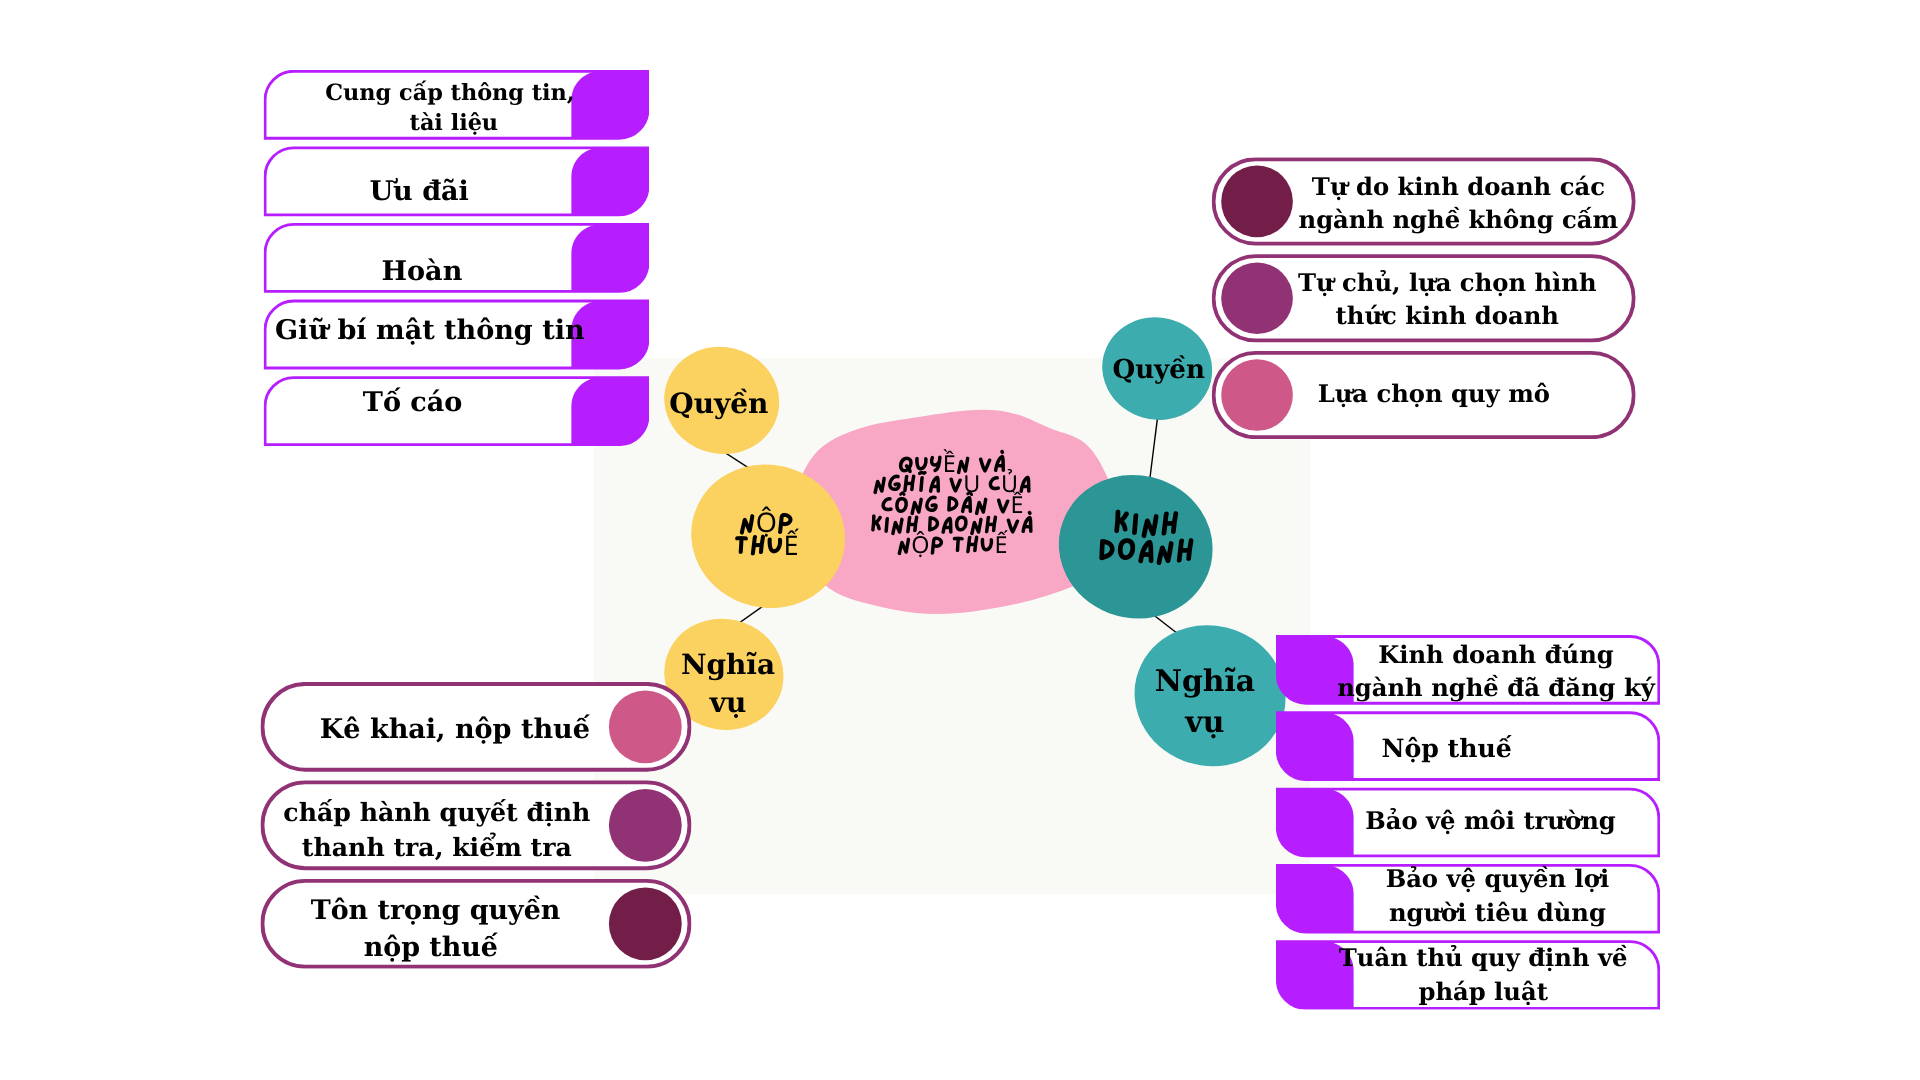 Cung cấp thông tin,
tài liệu
Ưu đãi
Hoàn
Giữ bí mật thông tin
Tố cáo
Quyền
NỘP
THUẾ
Nghĩa
vụ
Kê khai, nộp thuế
chấp hành quyết định
thanh tra, kiểm tra
Tôn trọng quyền
nộp thuế
QUYỀN VÀ
NGHĨA VỤ CỦA
CÔNG DÂN VỀ
KINH DAONH VÀ
NỘP THUẾ
KINH
DOANH
Quyền
Tự do kinh doanh các
ngành nghề không cấm
Tự chủ, lựa chọn hình
thức kinh doanh
Lựa chọn quy mô
Nghĩa
vụ
Kinh doanh đúng
ngành nghề đã đăng ký
Nộp thuế
Bảo vệ môi trường
Bảo vệ quyền lợi
người tiêu dùng
Tuân thủ quy định về
pháp luật